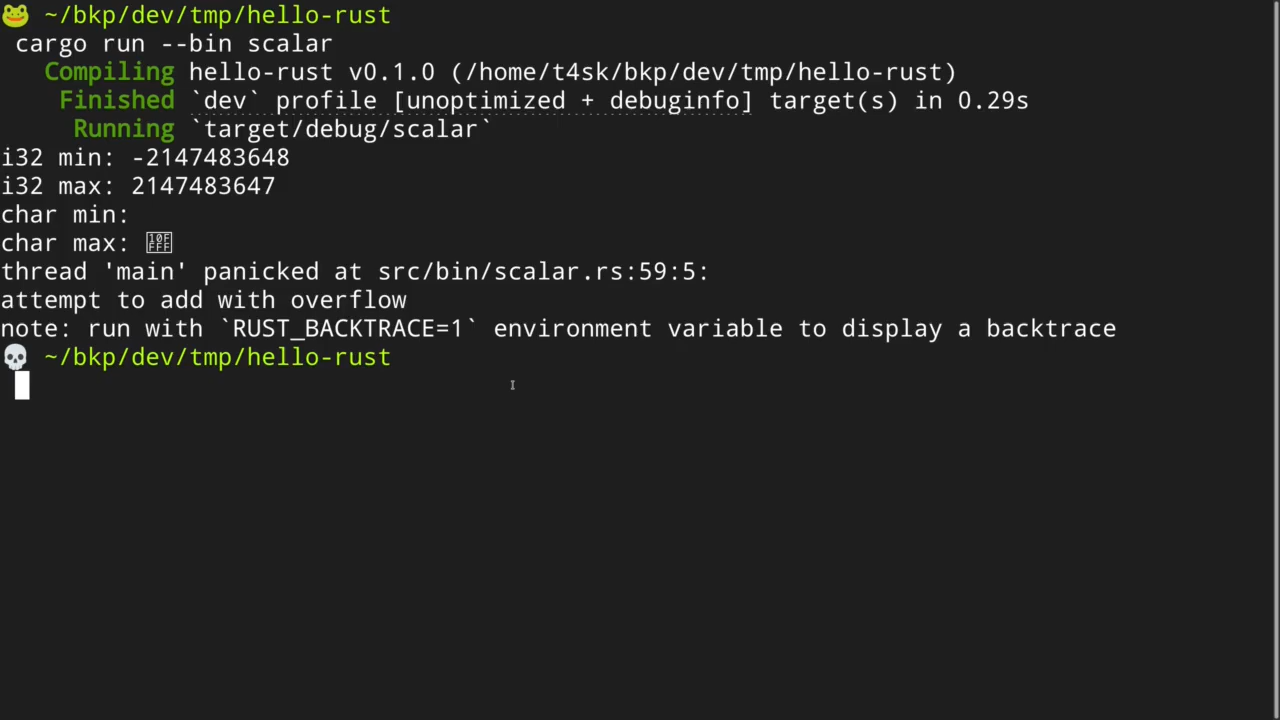 ~/bkp/dev/tmp/hello-rust
cargo run --bin scalar
Compiling hello-rust v0.1.0 (/home/t4sk/bkp/dev/tmp/hello-rust)
Finished `dev` profile [unoptimized + debuginfo] target(s) in 0.29s
Running `target/debug/scalar`
i32 min: -2147483648
i32 max: 2147483647
char min:
char max: 10FFFF
thread 'main' panicked at src/bin/scalar.rs:59:5:
attempt to add with overflow
note: run with `RUST_BACKTRACE=1` environment variable to display a backtrace
~/bkp/dev/tmp/hello-rust